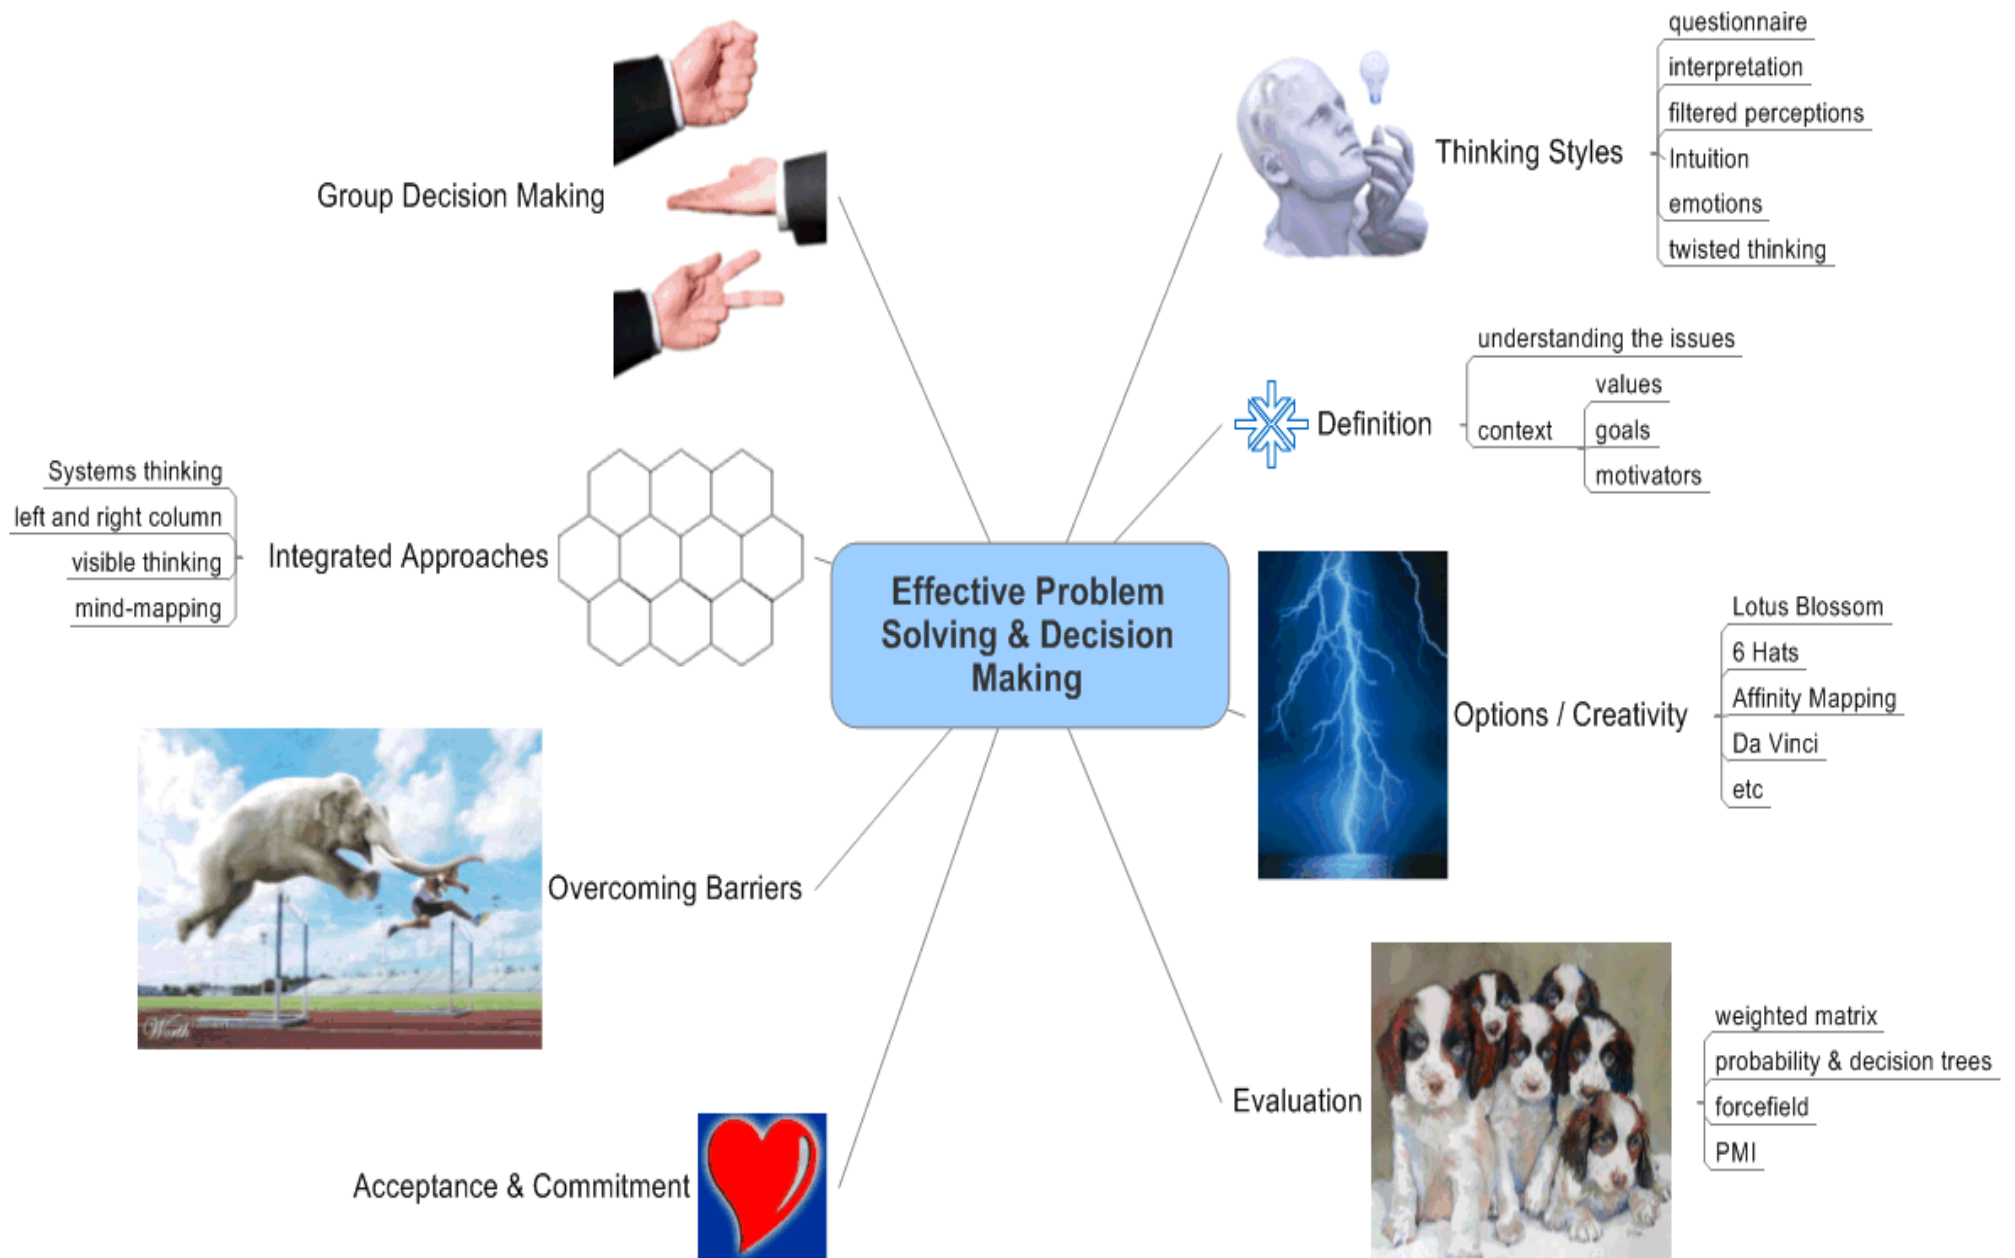 Effective Problem
Solving & Decision
Making
Thinking Styles
questionnaire
interpretation
filtered perceptions
Intuition
emotions
twisted thinking
Definition
understanding the issues
context
values
goals
motivators
Options / Creativity
Lotus Blossom
6 Hats
Affinity Mapping
Da Vinci
etc
Evaluation
weighted matrix
probability & decision trees
forcefield
PMI
Acceptance & Commitment
Overcoming Barriers
Worth
Integrated Approaches
Systems thinking
left and right column
visible thinking
mind-mapping
Group Decision Making